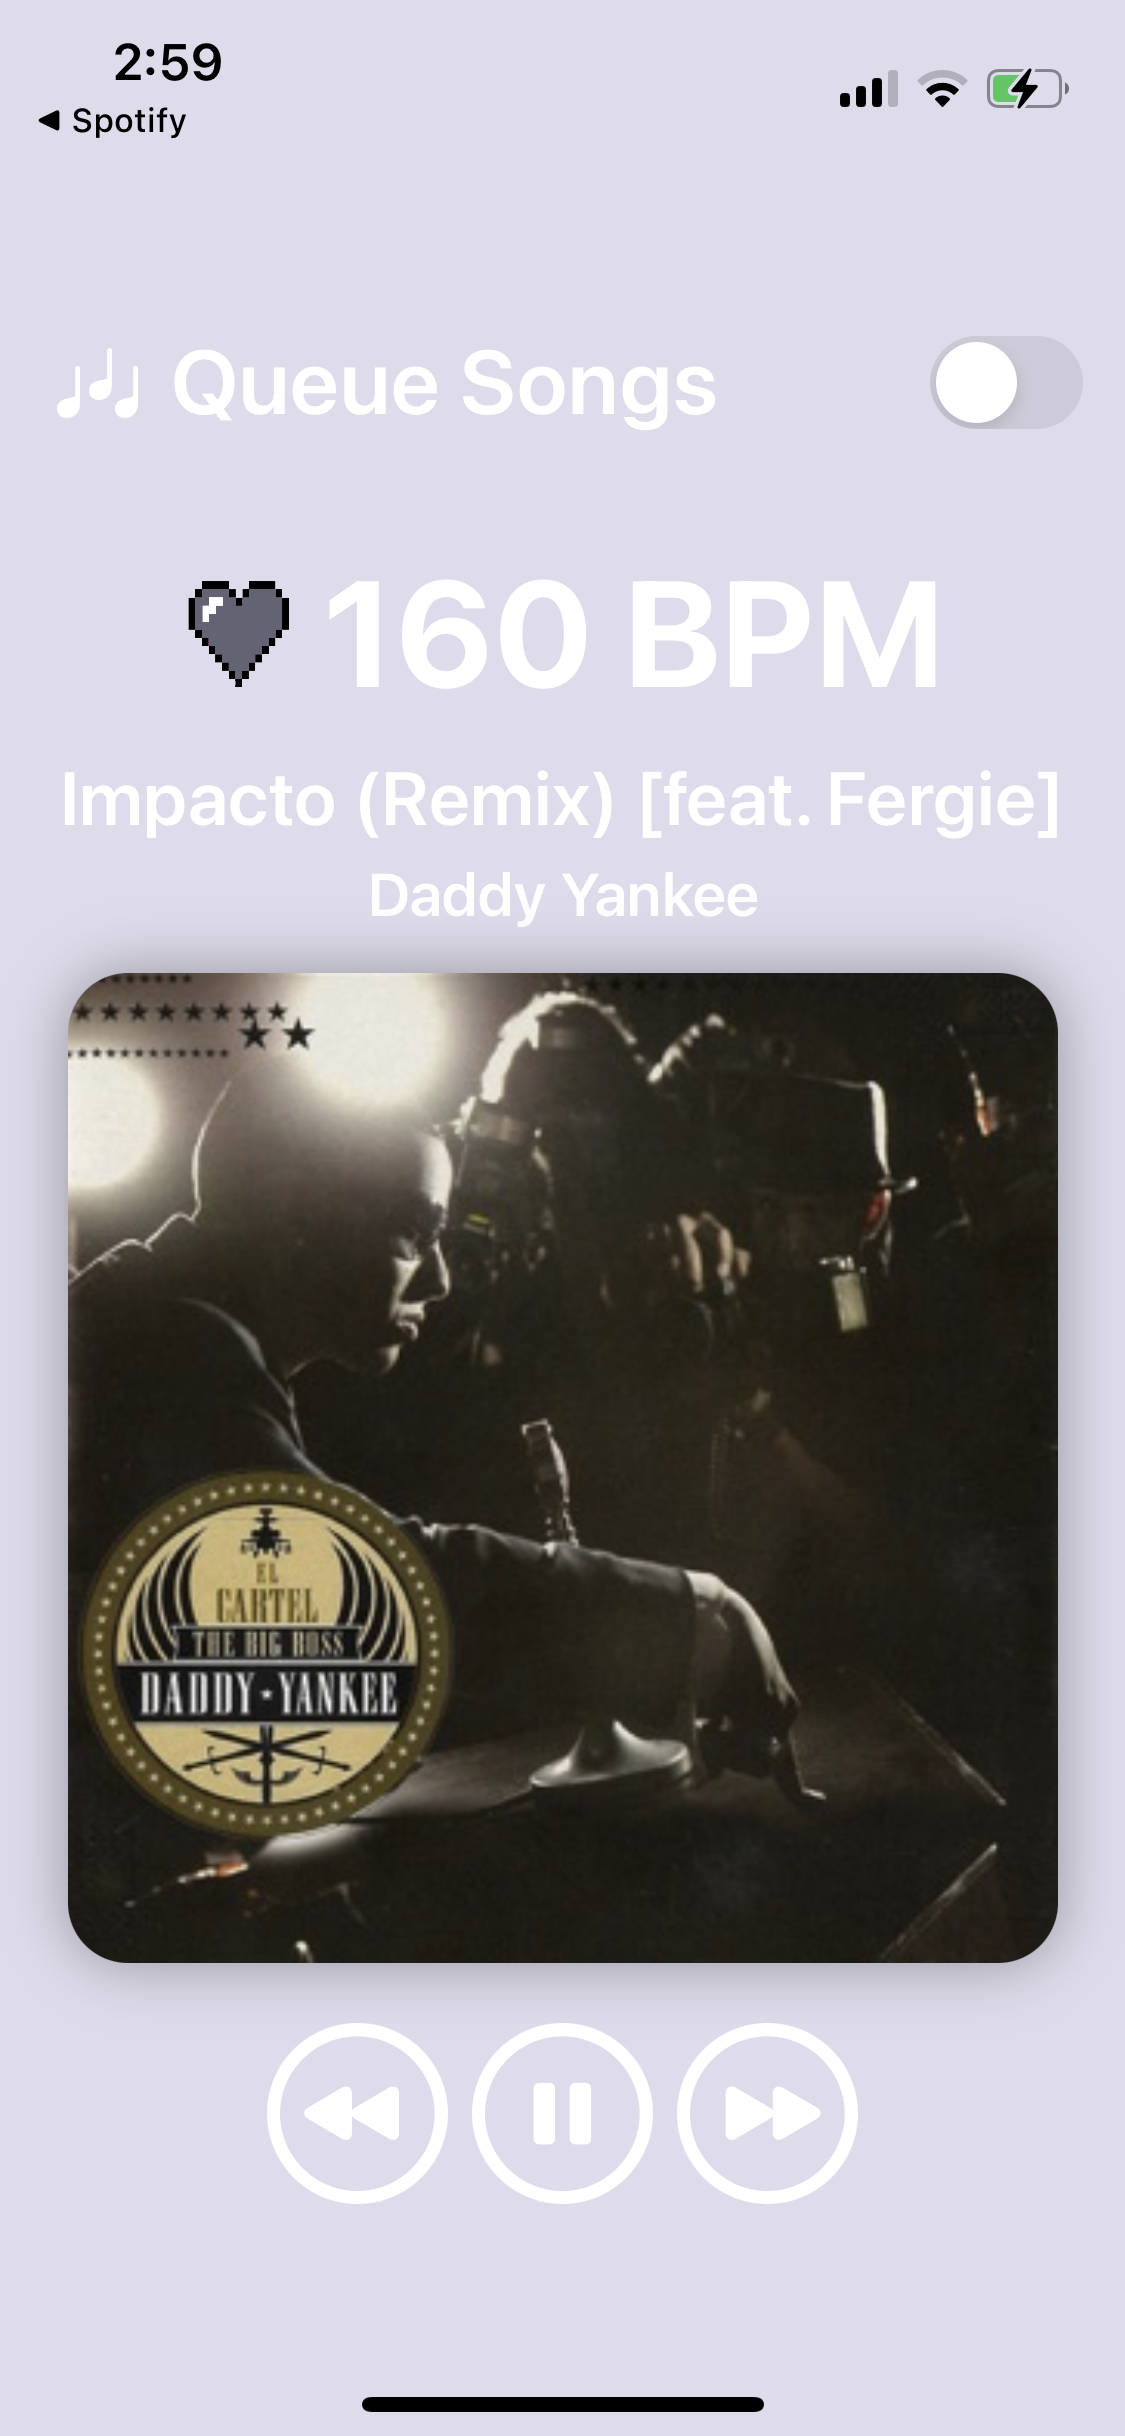 2:59
◀ Spotify
Queue Songs
160 BPM
Impacto (Remix) [feat. Fergie]
Daddy Yankee
EL
CARTEL
THE BIG BOSS
DADDY★YANKEE